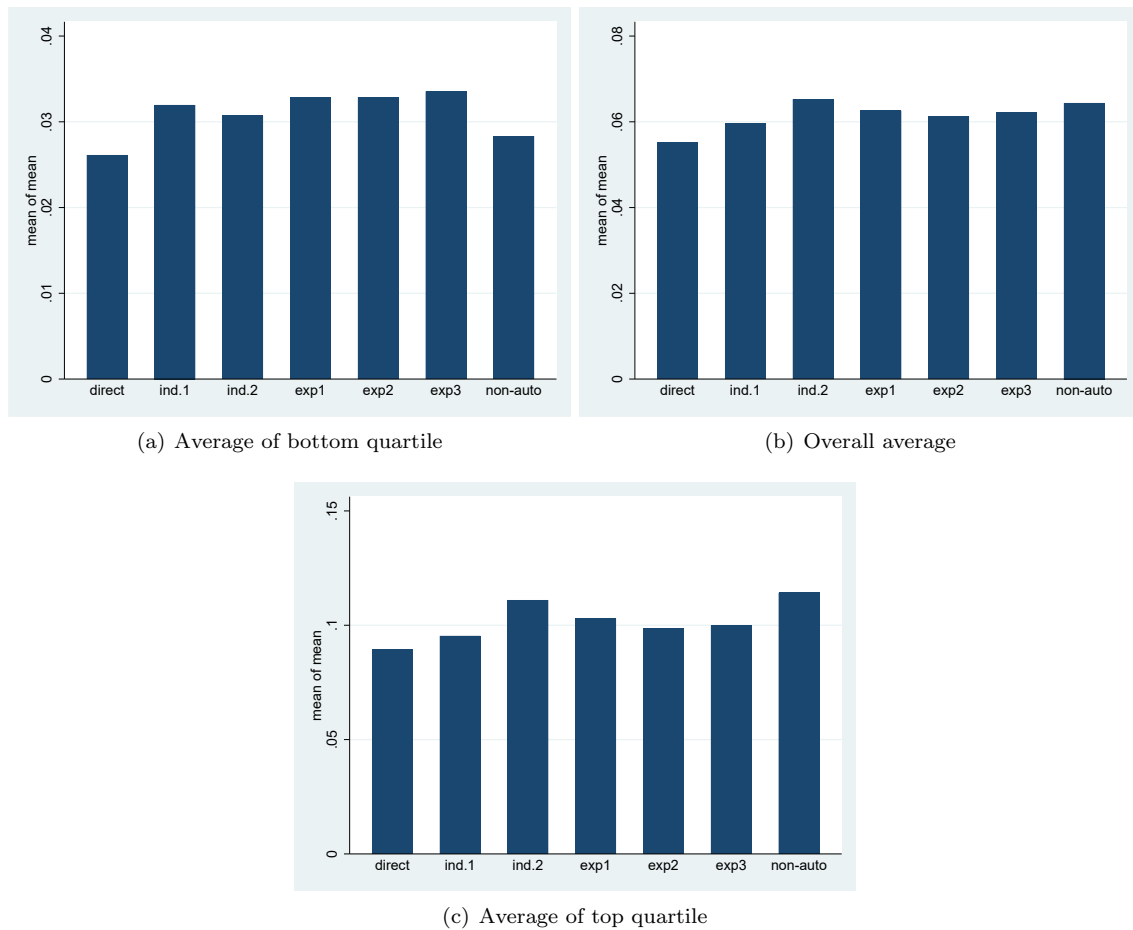 mean of mean
.04
.03
.02
.01
0
direct ind.1 ind.2 exp1 exp2 exp3 non-auto
(a) Average of bottom quartile
mean of mean
.08
.06
.04
.02
0
direct ind.1 ind.2 exp1 exp2 exp3 non-auto
(b) Overall average
mean of mean
.15
.1
.05
0
direct ind.1 ind.2 exp1 exp2 exp3 non-auto
(c) Average of top quartile